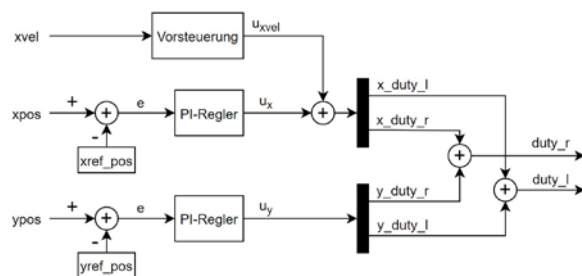 xvel
Vorsteuerung
u_xvel
xpos
+
-
+
e
PI-Regler
u_x
+
xref_pos
x_duty_l
x_duty_r
+
duty_r
+
duty_l
ypos
+
-
+
e
PI-Regler
u_y
yref_pos
y_duty_r
y_duty_l